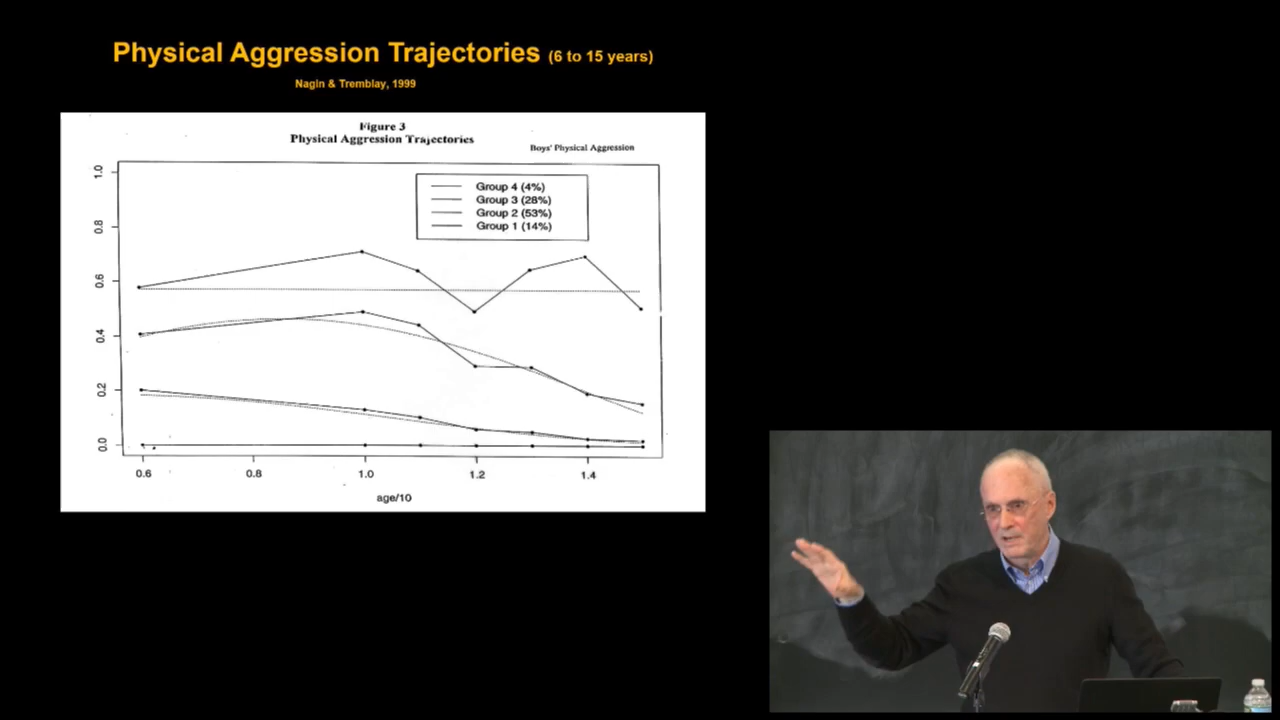 Physical Aggression Trajectories (6 to 15 years)
Nagin & Tremblay, 1999
Figure 3
Physical Aggression Trajectories
Boys' Physical Aggression
Group 4 (4%)
Group 3 (28%)
Group 2 (53%)
Group 1 (14%)
1.0
0.8
0.6
0.4
0.2
0.0
0.6 0.8 1.0 1.2 1.4
age/10